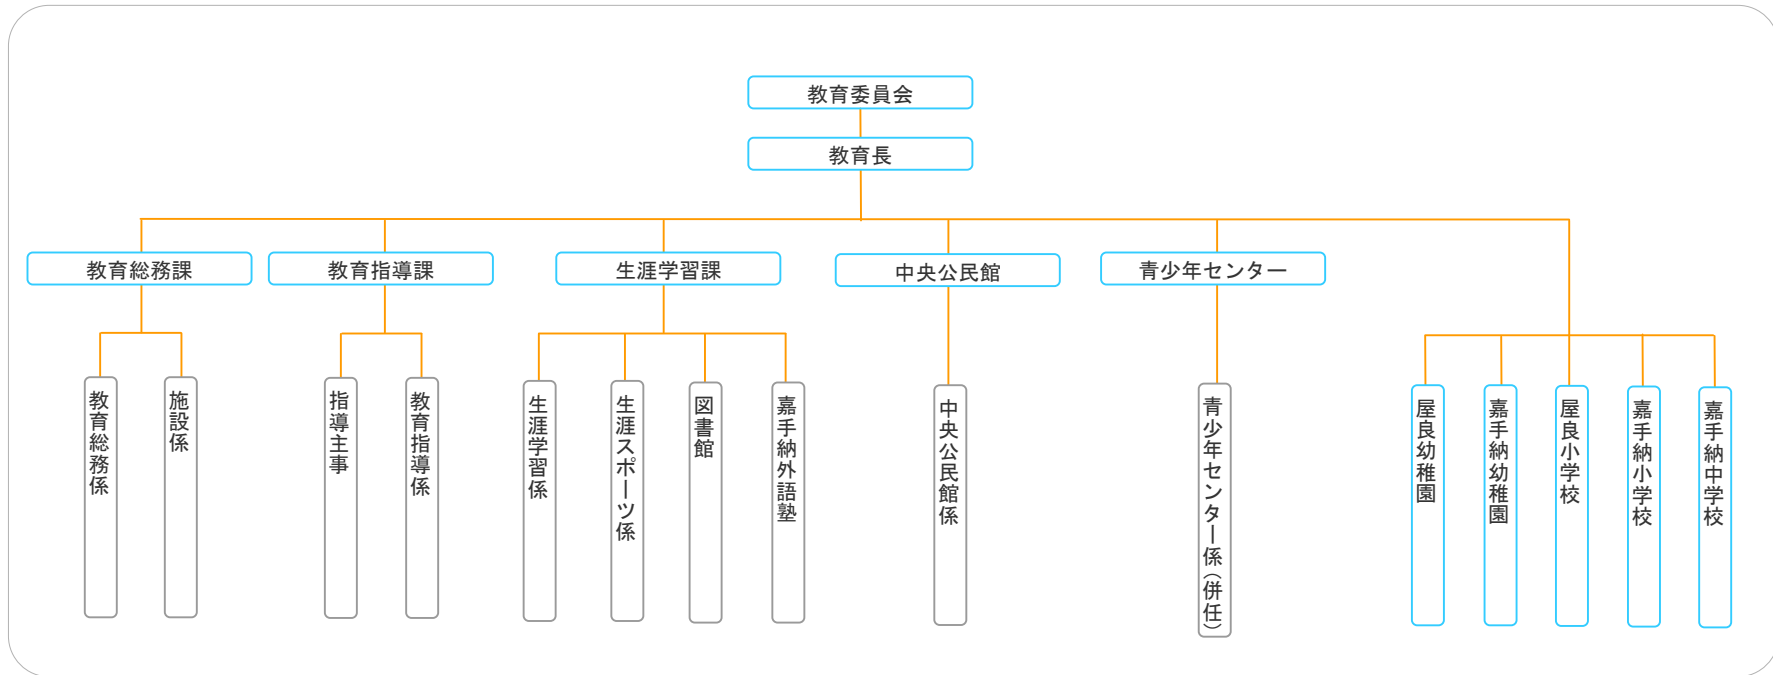 教育委員会
教育長
教育総務課
教育指導課
生涯学習課
中央公民館
青少年センター
教育総務係
施設係
指導主事
教育指導係
生涯学習係
生涯スポーツ係
図書館
嘉手納外語塾
中央公民館係
青少年センター係（併任）
屋良幼稚園
嘉手納幼稚園
屋良小学校
嘉手納小学校
嘉手納中学校